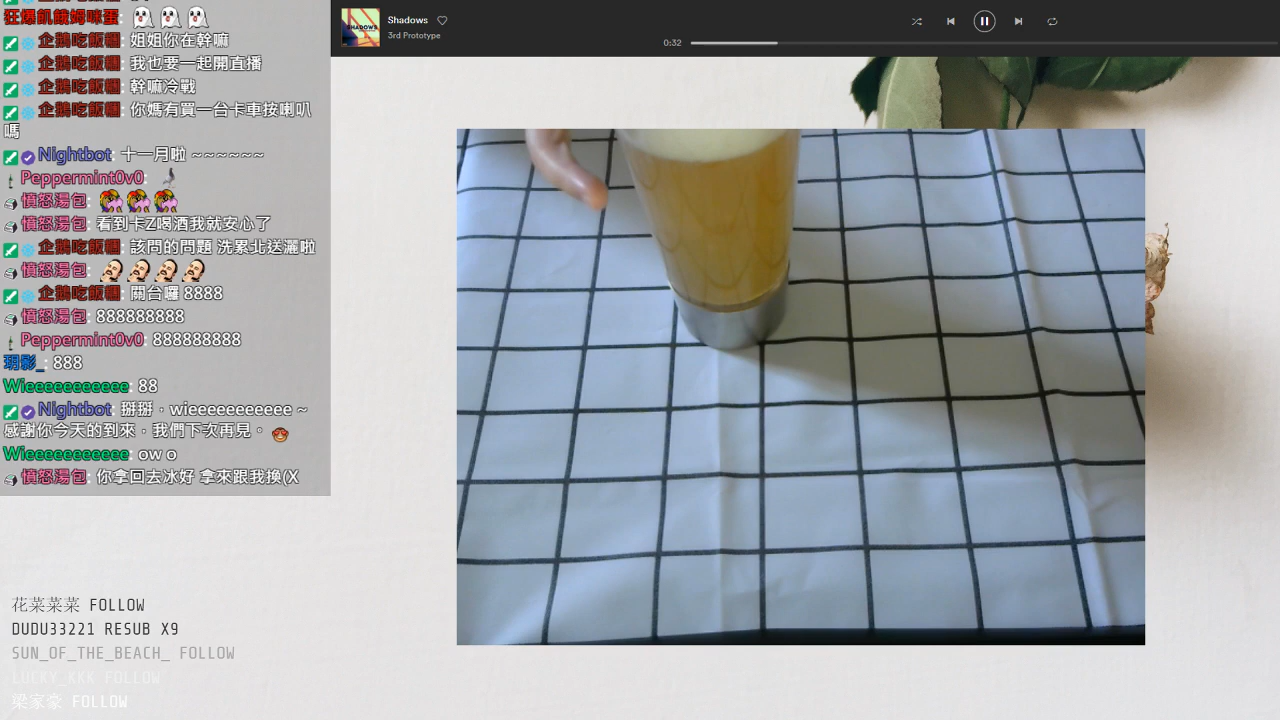 狂爆飢餓姆咪蛋:
企鵝吃飯糰: 姐姐你在幹嘛
企鵝吃飯糰: 我也要一起開直播
企鵝吃飯糰: 幹嘛冷戰
企鵝吃飯糰: 你媽有買一台卡車按喇叭
嗎
Nightbot: 十一月啦 ~~~~~~
Peppermint0v0:
憤怒湯包:
憤怒湯包: 看到卡Z喝酒我就安心了
企鵝吃飯糰: 該問的問題 洗累北送灑啦
憤怒湯包:
企鵝吃飯糰: 關台囉 8888
憤怒湯包: 888888888
Peppermint0v0: 888888888
玥影_: 888
Wieeeeeeeeeee: 88
Nightbot: 掰掰，wieeeeeeeeeee ~
感謝你今天的到來，我們下次再見。
Wieeeeeeeeeee: ow o
憤怒湯包: 你拿回去冰好 拿來跟我換(X
Shadows
3rd Prototype
SHADOWS
0:32
花菜菜菜 FOLLOW
DUDU33221 RESUB X9
SUN_OF_THE_BEACH_ FOLLOW
LUCKY_KKK FOLLOW
梁家豪 FOLLOW